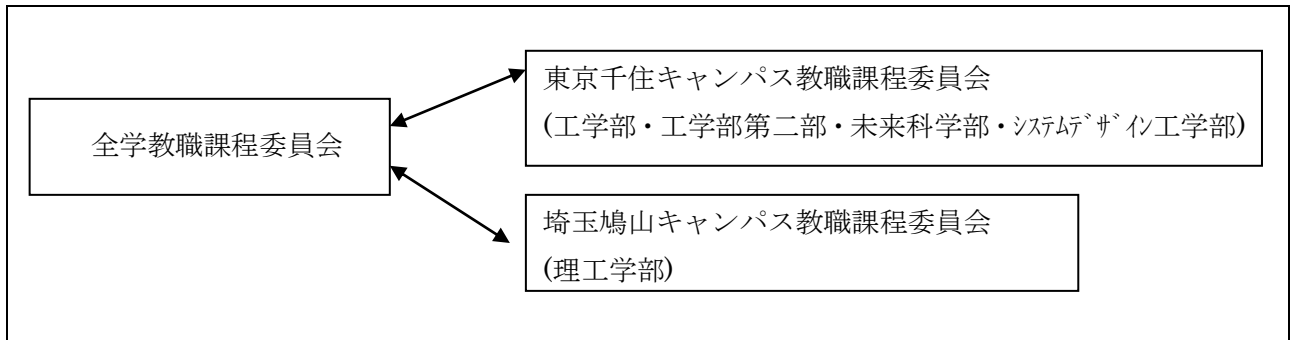 全学教職課程委員会
東京千住キャンパス教職課程委員会
(工学部・工学部第二部・未来科学部・ｼｽﾃﾑﾃﾞｻﾞｲﾝ工学部)
埼玉鳩山キャンパス教職課程委員会
(理工学部)